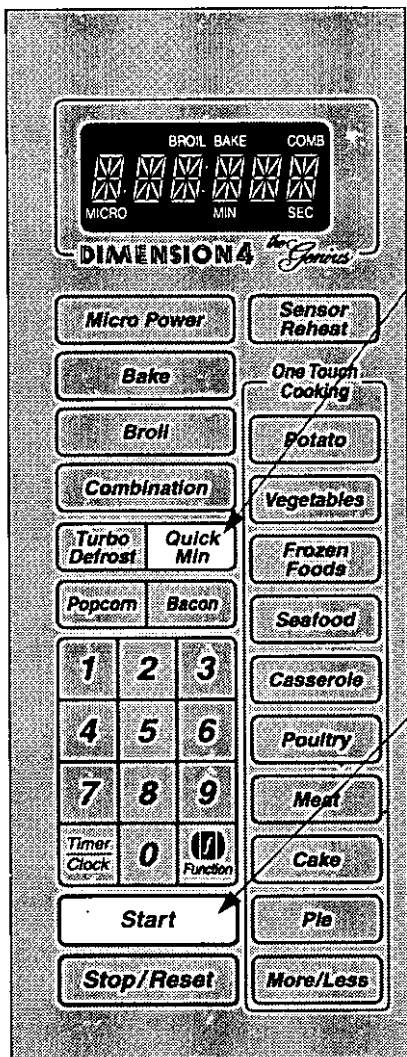 BROIL BAKE COMB
MICRO MIN SEC
DIMENSION 4 the Genius
Micro Power
Bake
Broil
Combination
Turbo
Defrost
Quick
Min
Popcorn
Bacon
1 2 3
4 5 6
7 8 9
Timer
Clock
0
Function
Start
Stop/Reset
Sensor
Reheat
One Touch
Cooking
Potato
Vegetables
Frozen
Foods
Seafood
Casserole
Poultry
Meat
Cake
Pie
More/Less